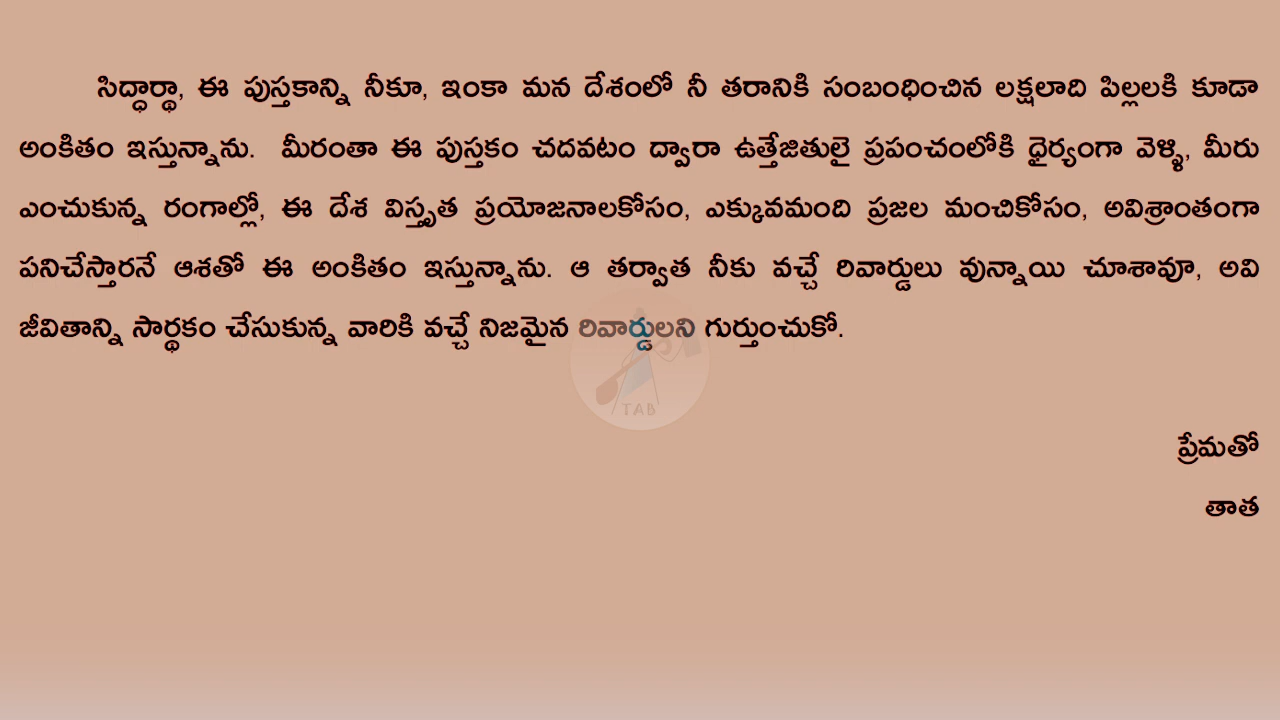 సిద్ధార్థా, ఈ పుస్తకాన్ని నీకూ, ఇంకా మన దేశంలో నీ తరానికి సంబంధించిన లక్షలాది పిల్లలకి కూడా
అంకితం ఇస్తున్నాను. మీరంతా ఈ పుస్తకం చదవటం ద్వారా ఉత్తేజితులై ప్రపంచంలోకి ధైర్యంగా వెళ్ళి, మీరు
ఎంచుకున్న రంగాల్లో, ఈ దేశ విస్తృత ప్రయోజనాలకోసం, ఎక్కువమంది ప్రజల మంచికోసం, అవిశ్రాంతంగా
పనిచేస్తారనే ఆశతో ఈ అంకితం ఇస్తున్నాను. ఆ తర్వాత నీకు వచ్చే రివార్డులు వున్నాయి చూశావూ, అవి
జీవితాన్ని సార్థకం చేసుకున్న వారికి వచ్చే నిజమైన రివార్డులని గుర్తుంచుకో.
TAB
ప్రేమతో
తాత